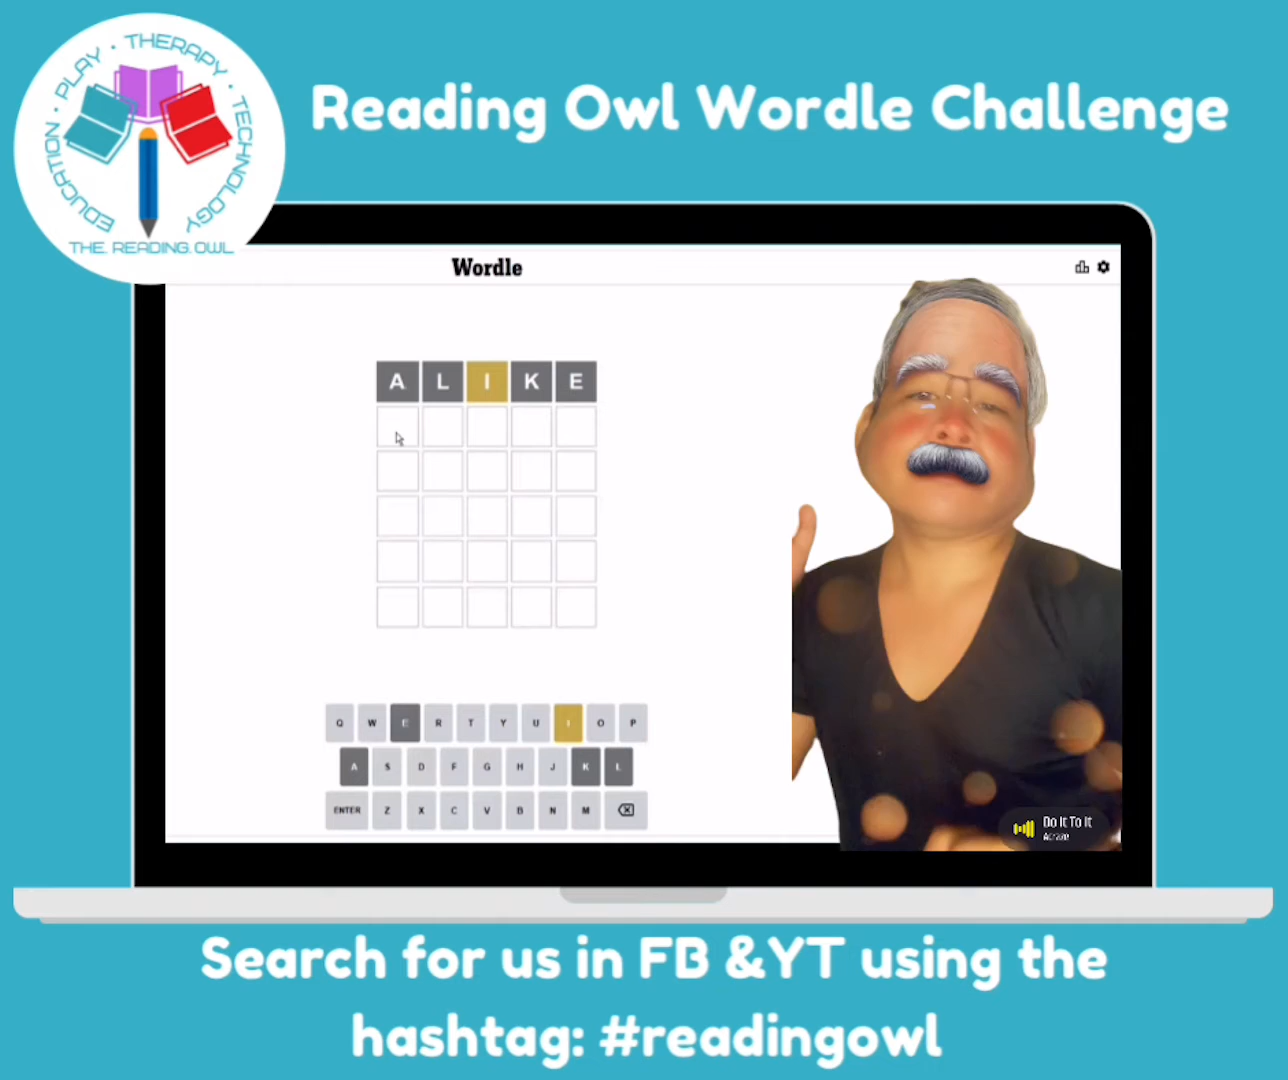 EDUCATION · PLAY · THERAPY · TECHNOLOGY
THE. READING. OWL
Reading Owl Wordle Challenge
Wordle
A L I K E
Q W E R T Y U I O P
A S D F G H J K L
ENTER Z X C V B N M
Do It To It
Acraze
Search for us in FB &YT using the
hashtag: #readingowl